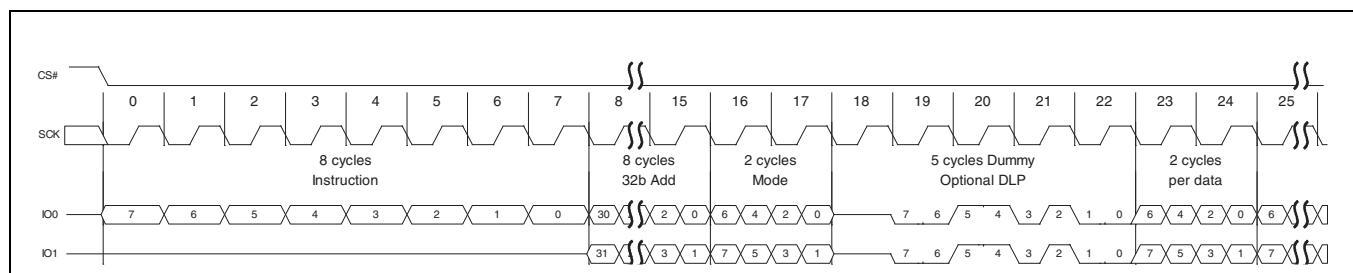 CS#
0 1 2 3 4 5 6 7 8 15 16 17 18 19 20 21 22 23 24 25
SCK
8 cycles 8 cycles 2 cycles 5 cycles Dummy 2 cycles
Instruction 32b Add Mode Optional DLP per data
IO0 7 6 5 4 3 2 1 0 30 2 0 6 4 2 0 7 6 5 4 3 2 1 0 6 4 2 0 6
IO1 31 3 1 7 5 3 1 7 6 5 4 3 2 1 0 7 5 3 1 7